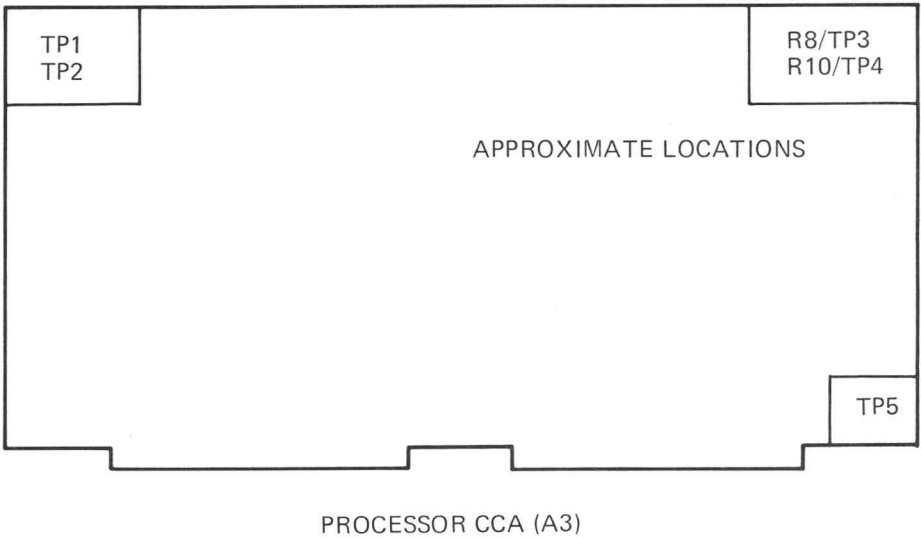 TP1
TP2
R8/TP3
R10/TP4
APPROXIMATE LOCATIONS
TP5
PROCESSOR CCA (A3)